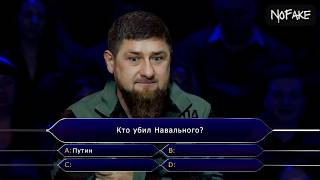 NoFake
Кто убил Навального?
A: Путин
B:
C:
D: